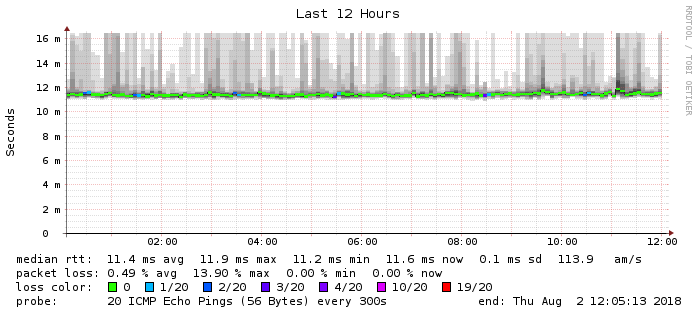 Last 12 Hours
RRDTOOL / TOBI OETIKER
Seconds
16 m
14 m
12 m
10 m
8 m
6 m
4 m
2 m
0
02:00 04:00 06:00 08:00 10:00 12:00
median rtt: 11.4 ms avg 11.9 ms max 11.2 ms min 11.6 ms now 0.1 ms sd 113.9 am/s
packet loss: 0.49 % avg 13.90 % max 0.00 % min 0.00 % now
loss color: 0 1/20 2/20 3/20 4/20 10/20 19/20
probe: 20 ICMP Echo Pings (56 Bytes) every 300s end: Thu Aug 2 12:05:13 2018